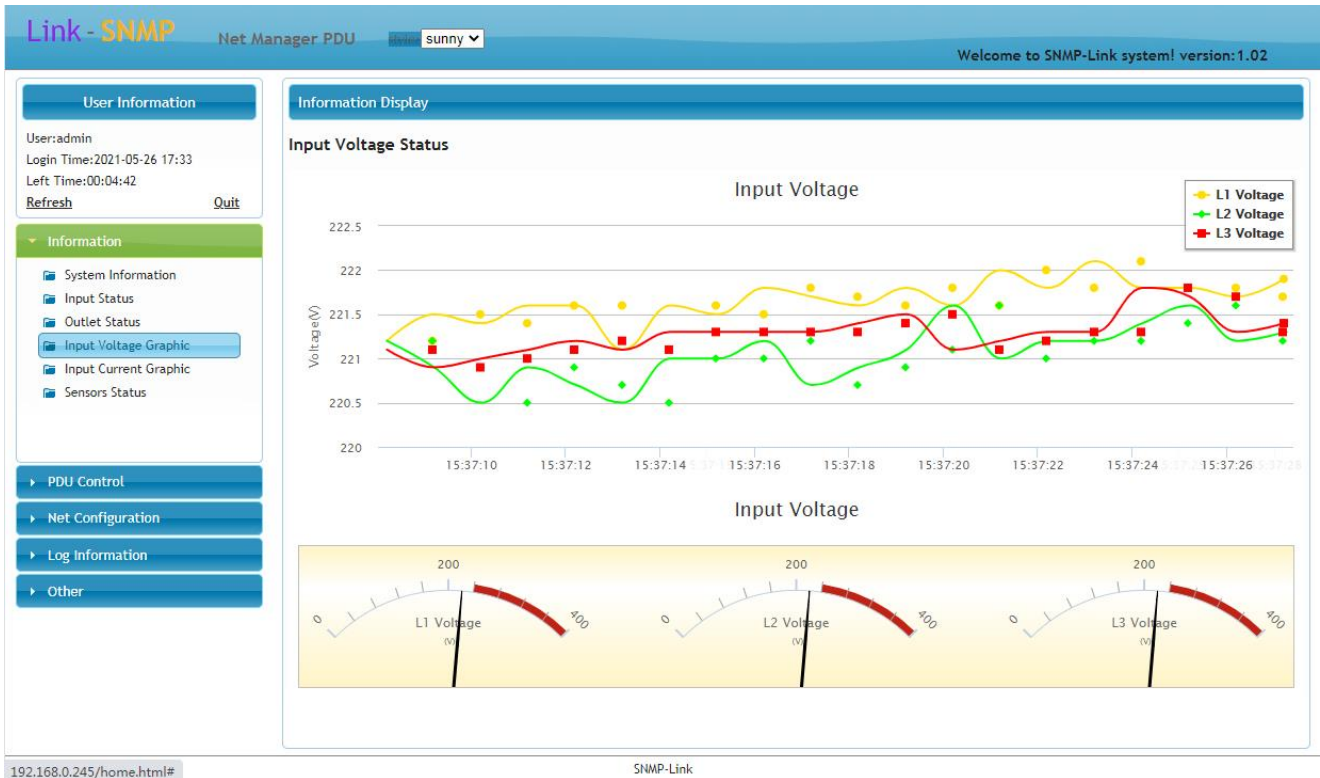 Link - SNMP
Net Manager PDU
sunny
Welcome to SNMP-Link system! version:1.02
User Information
User:admin
Login Time:2021-05-26 17:33
Left Time:00:04:42
Refresh
Quit
Information
System Information
Input Status
Outlet Status
Input Voltage Graphic
Input Current Graphic
Sensors Status
PDU Control
Net Configuration
Log Information
Other
Information Display
Input Voltage Status
Input Voltage
L1 Voltage
L2 Voltage
L3 Voltage
Voltage(V)
222.5
222
221.5
221
220.5
220
15:37:10
15:37:12
15:37:14
15:37:16
15:37:18
15:37:20
15:37:22
15:37:24
15:37:26
15:37:28
Input Voltage
0
200
400
L1 Voltage
(V)
0
200
400
L2 Voltage
(V)
0
200
400
L3 Voltage
(V)
192.168.0.245/home.html#
SNMP-Link